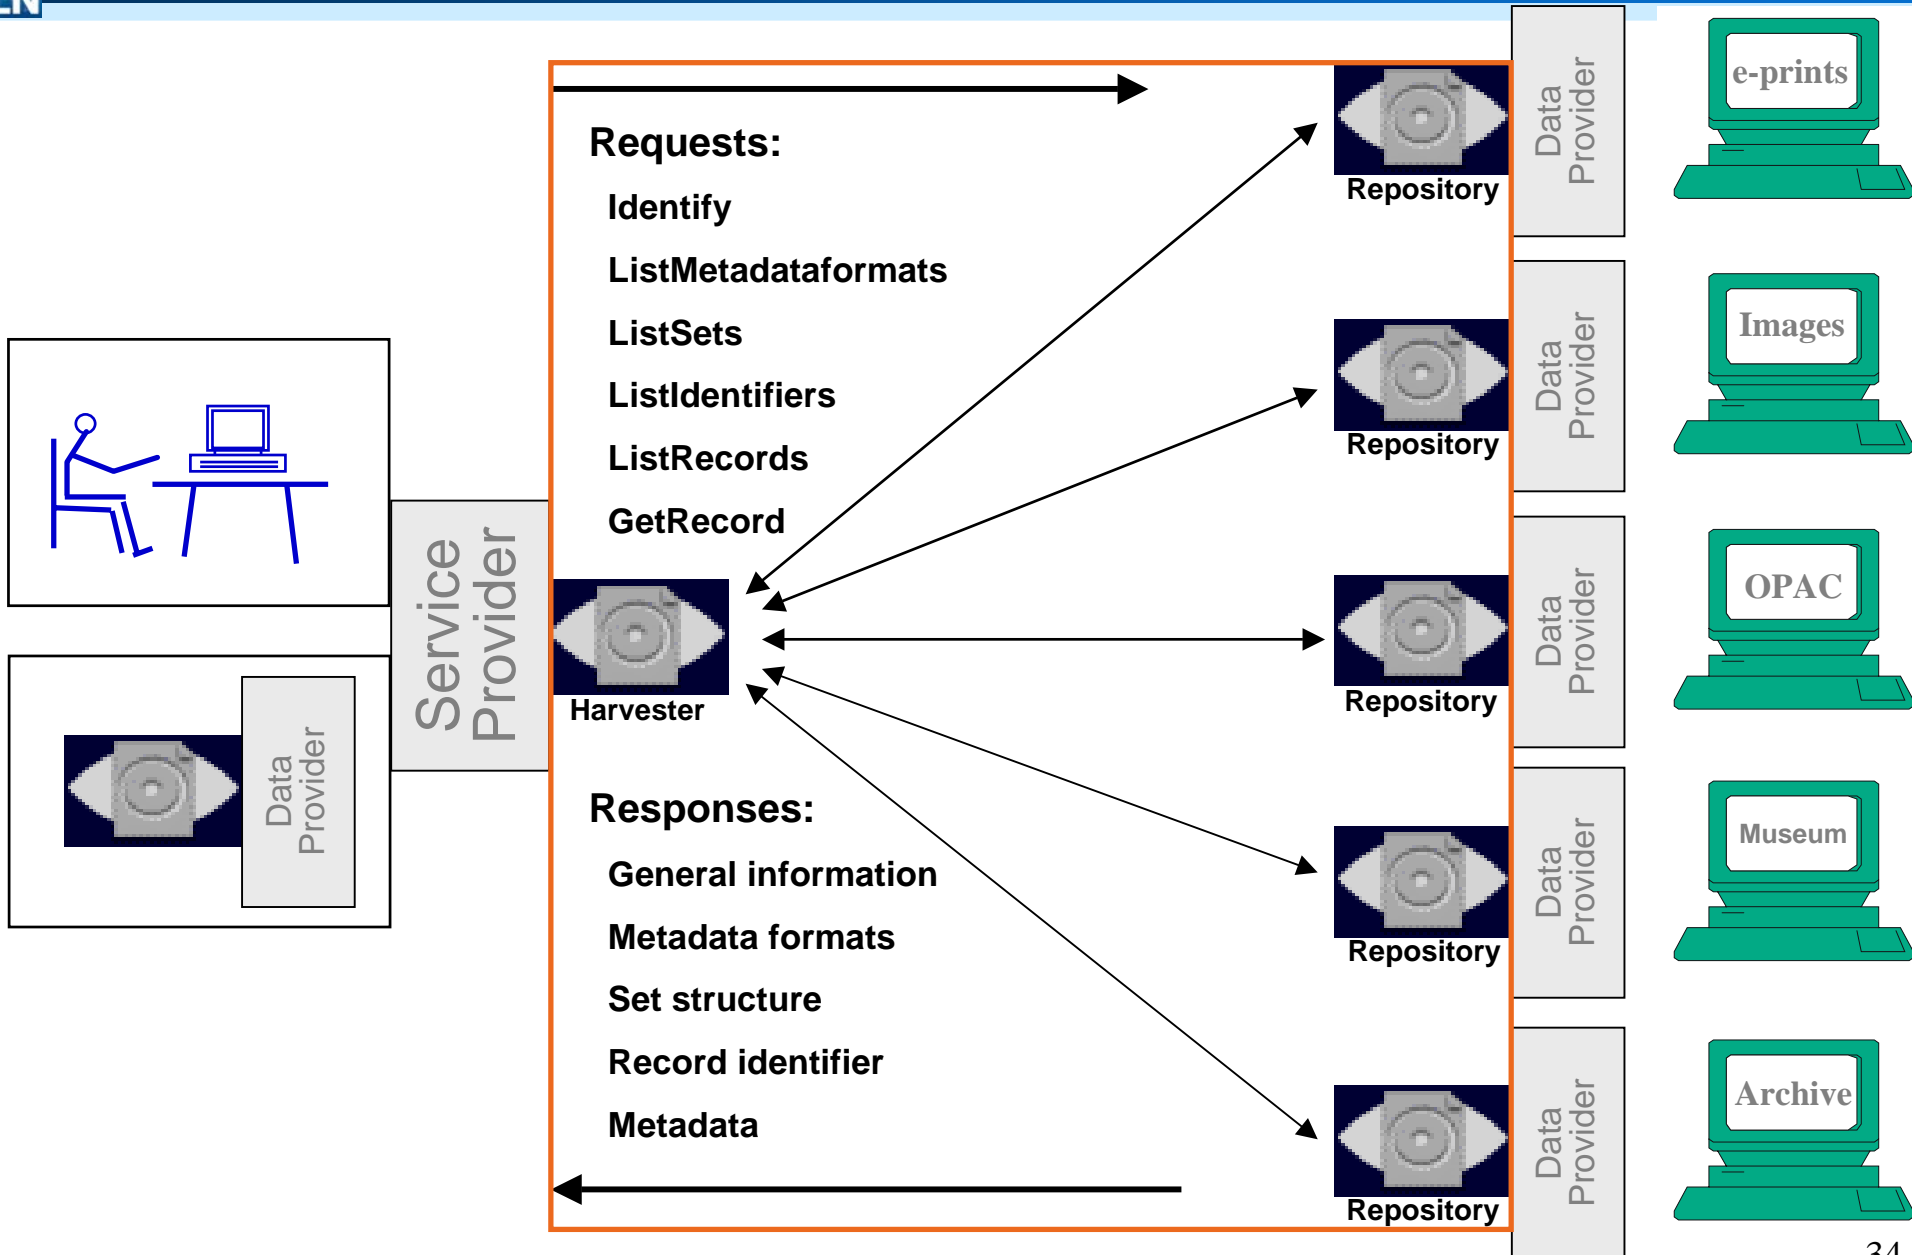 Requests:
Identify
ListMetadataformats
ListSets
ListIdentifiers
ListRecords
GetRecord
Service
Provider
Harvester
Data
Provider
Responses:
General information
Metadata formats
Set structure
Record identifier
Metadata
Repository
Data
Provider
e-prints
Repository
Data
Provider
Images
Repository
Data
Provider
OPAC
Repository
Data
Provider
Museum
Repository
Data
Provider
Archive